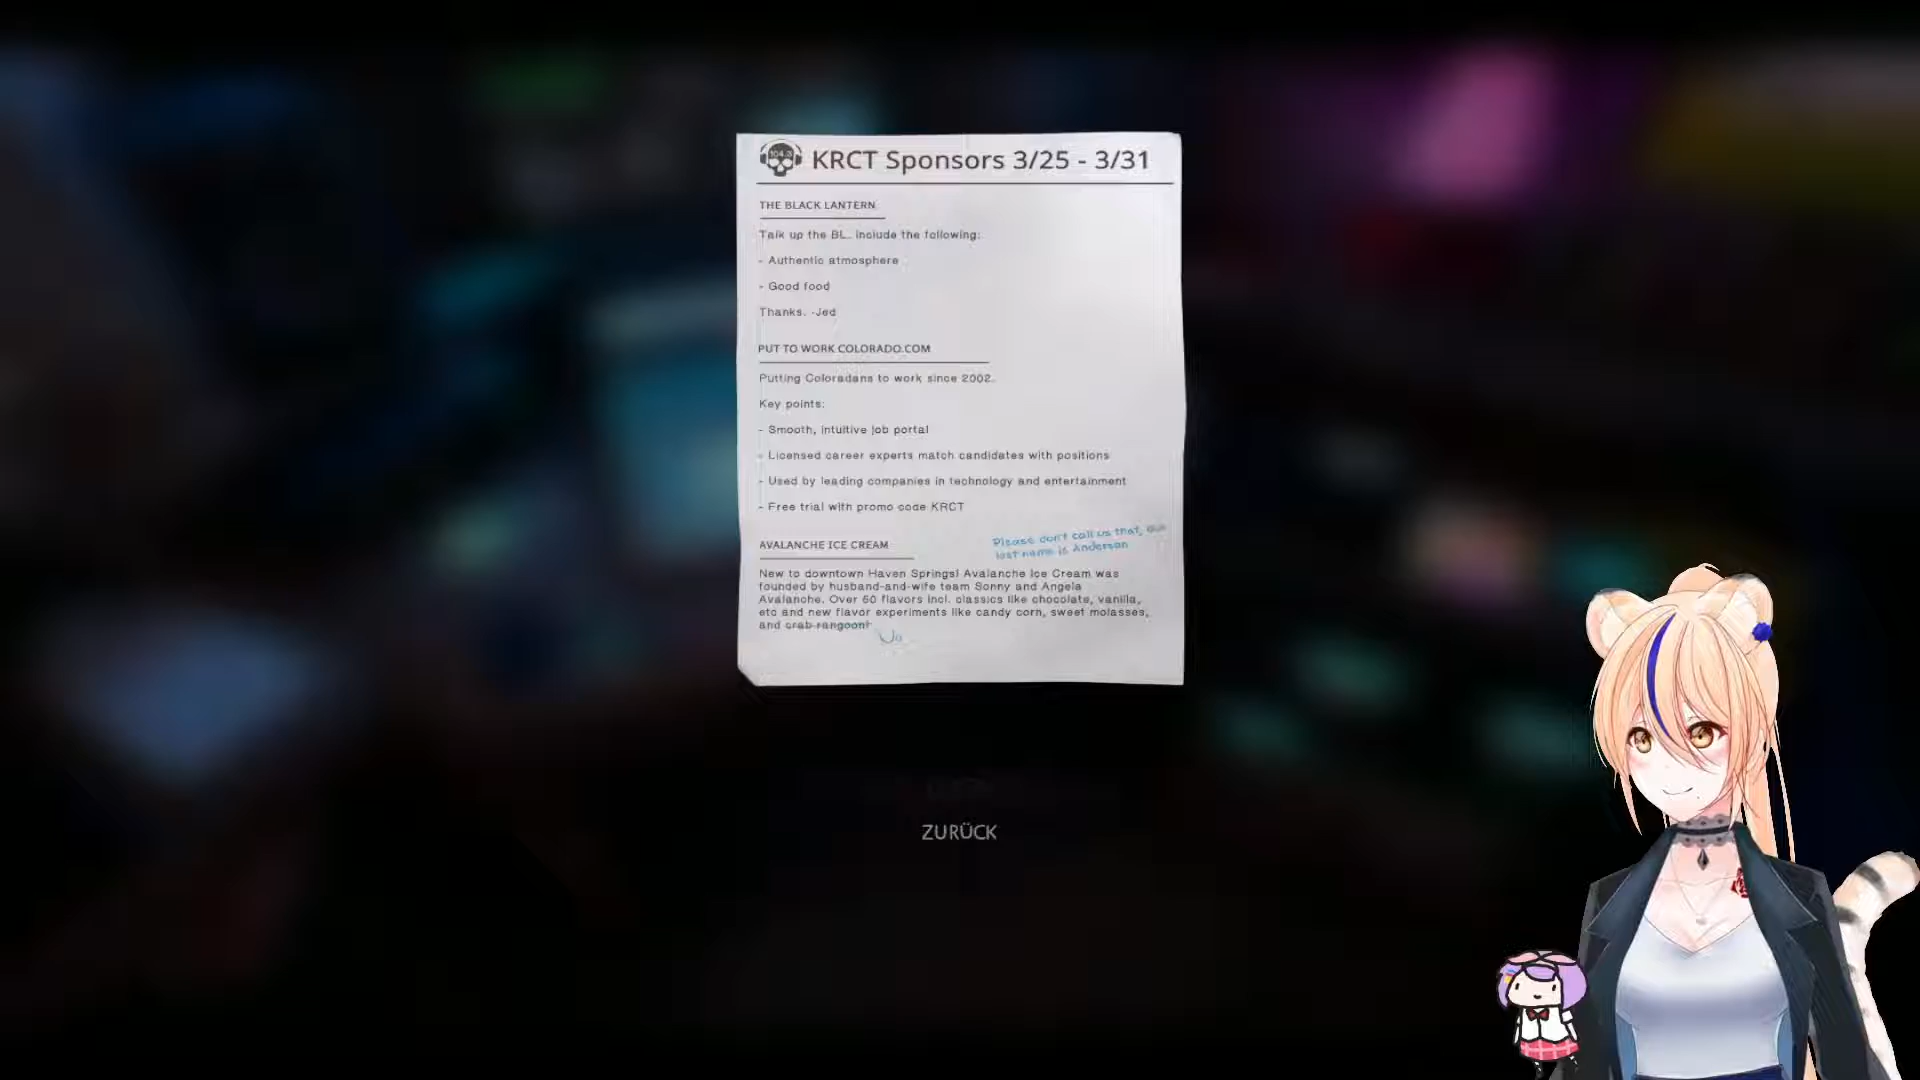 104.3
KRCT Sponsors 3/25 - 3/31
THE BLACK LANTERN
Talk up the BL. Include the following:
- Authentic atmosphere
- Good food
Thanks. -Jed
PUT TO WORK COLORADO.COM
Putting Coloradans to work since 2002.
Key points:
- Smooth, intuitive job portal
- Licensed career experts match candidates with positions
- Used by leading companies in technology and entertainment
- Free trial with promo code KRCT
Please don't call us that, our
last name is Anderson
AVALANCHE ICE CREAM
New to downtown Haven Springs! Avalanche Ice Cream was
founded by husband-and-wife team Sonny and Angela
Avalanche. Over 60 flavors incl. classics like chocolate, vanilla,
etc and new flavor experiments like candy corn, sweet molasses,
and crab rangoon!
No
ZURÜCK